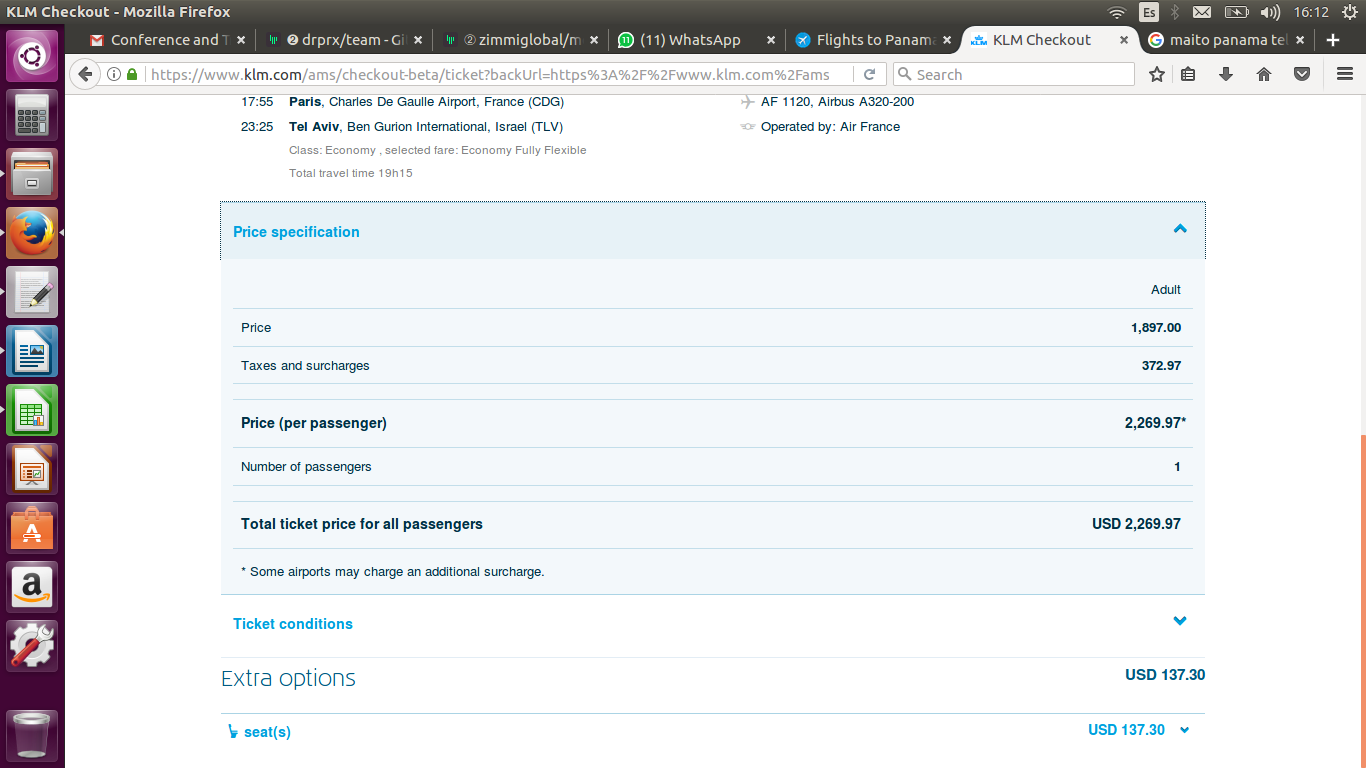 KLM Checkout - Mozilla Firefox
Es
16:12
Conference and T
❷ drprx/team - Gi
② zimmiglobal/m
(11) WhatsApp
Flights to Panama
KLM Checkout
maito panama tel
https://www.klm.com/ams/checkout-beta/ticket?backUrl=https%3A%2F%2Fwww.klm.com%2Fams
Search
17:55 Paris, Charles De Gaulle Airport, France (CDG) AF 1120, Airbus A320-200
23:25 Tel Aviv, Ben Gurion International, Israel (TLV) Operated by: Air France
Class: Economy , selected fare: Economy Fully Flexible
Total travel time 19h15
Price specification
Adult
Price 1,897.00
Taxes and surcharges 372.97
Price (per passenger) 2,269.97*
Number of passengers 1
Total ticket price for all passengers USD 2,269.97
* Some airports may charge an additional surcharge.
Ticket conditions
Extra options USD 137.30
seat(s) USD 137.30